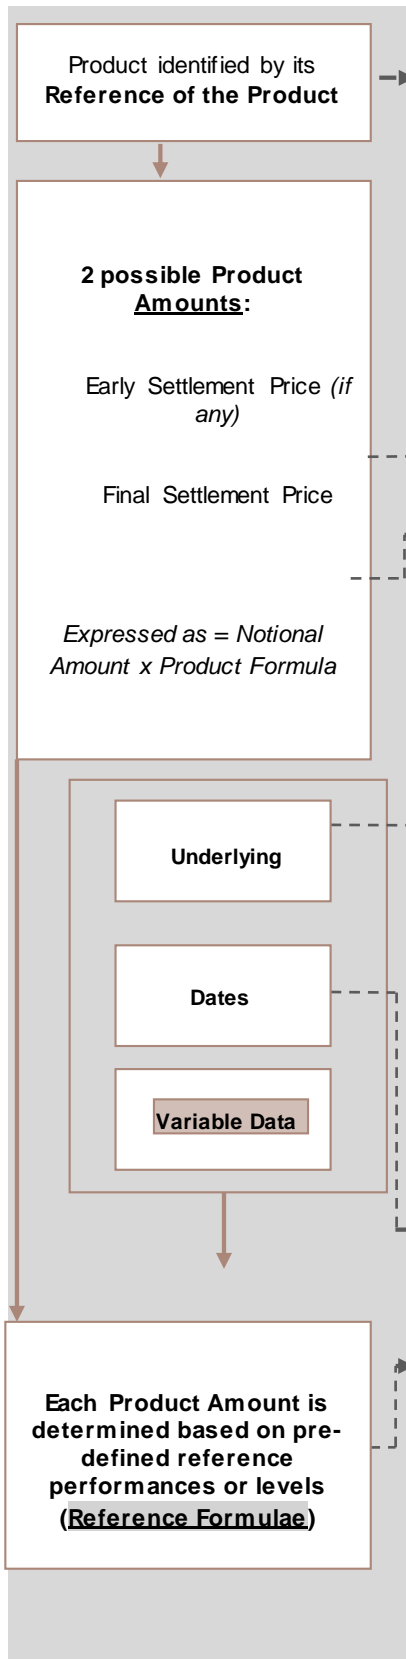 Product identified by its
Reference of the Product
2 possible Product
Amounts:
Early Settlement Price (if
any)
Final Settlement Price
Expressed as = Notional
Amount x Product Formula
Underlying
Dates
Variable Data
Each Product Amount is
determined based on pre-
defined reference
performances or levels
(Reference Formulae)